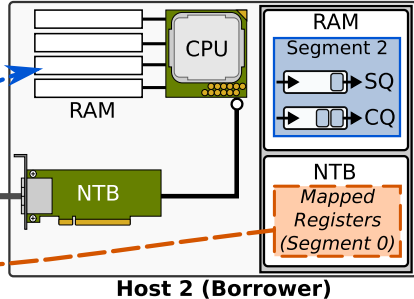 CPU
RAM
NTB
RAM
Segment 2
SQ
CQ
NTB
Mapped
Registers
(Segment 0)
Host 2 (Borrower)